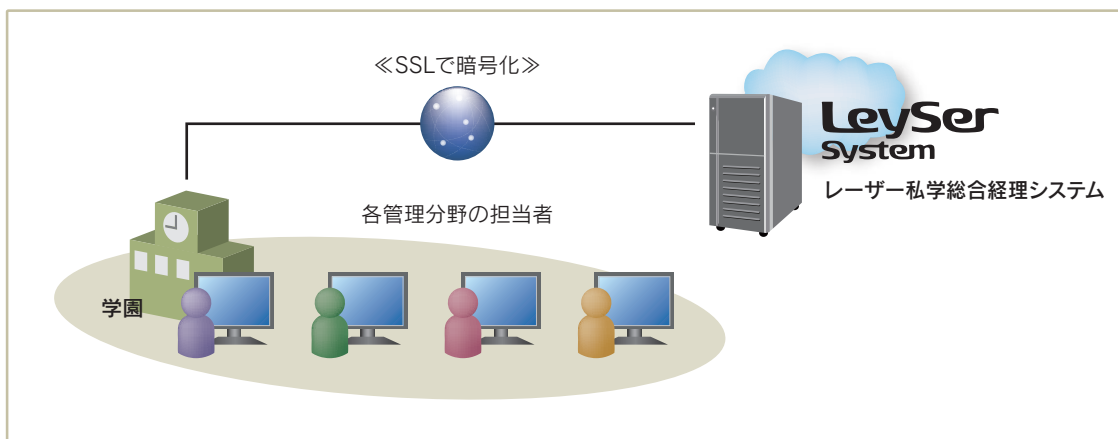 ≪SSLで暗号化≫
LeySer
System
レーザー私学総合経理システム
各管理分野の担当者
学園